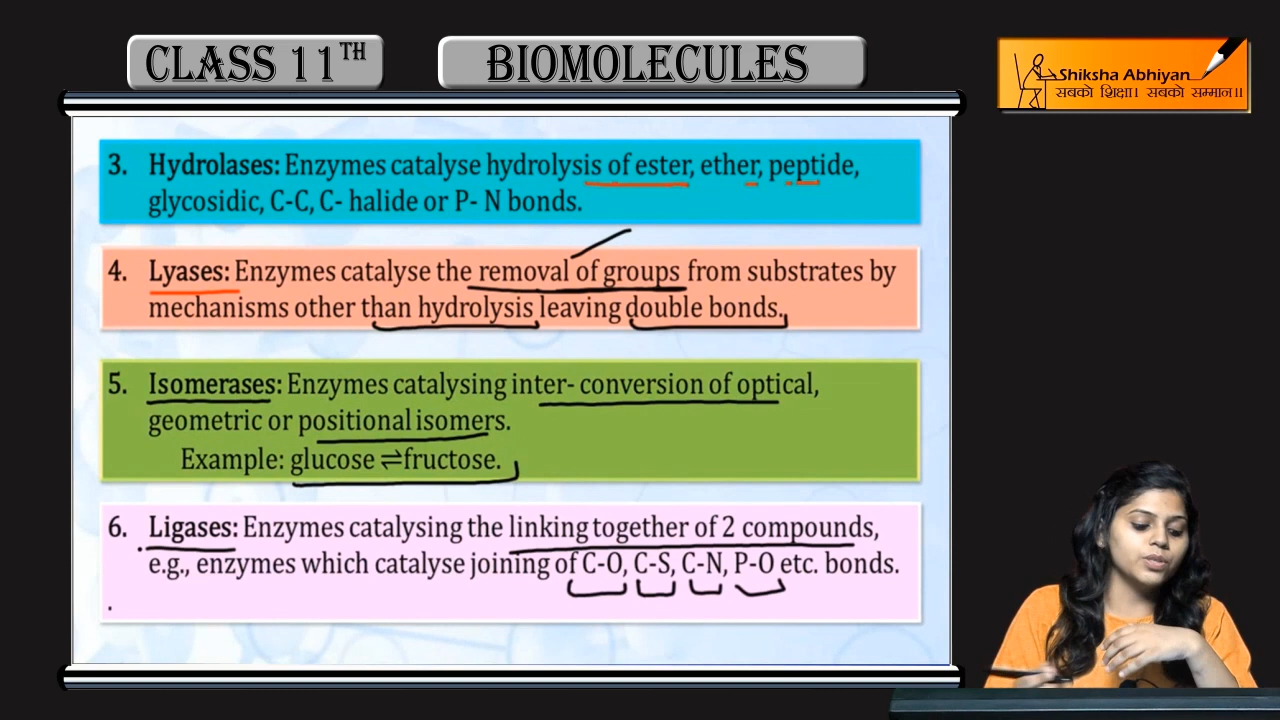 CLASS 11TH
BIOMOLECULES
Shiksha Abhiyan
सबको शिक्षा। सबको सम्मान।।
3. Hydrolases: Enzymes catalyse hydrolysis of ester, ether, peptide,
glycosidic, C-C, C- halide or P- N bonds.
4. Lyases: Enzymes catalyse the removal of groups from substrates by
mechanisms other than hydrolysis leaving double bonds.
5. Isomerases: Enzymes catalysing inter- conversion of optical,
geometric or positional isomers.
Example: glucose ⇌fructose.
6. Ligases: Enzymes catalysing the linking together of 2 compounds,
e.g., enzymes which catalyse joining of C-O, C-S, C-N, P-O etc. bonds.
.